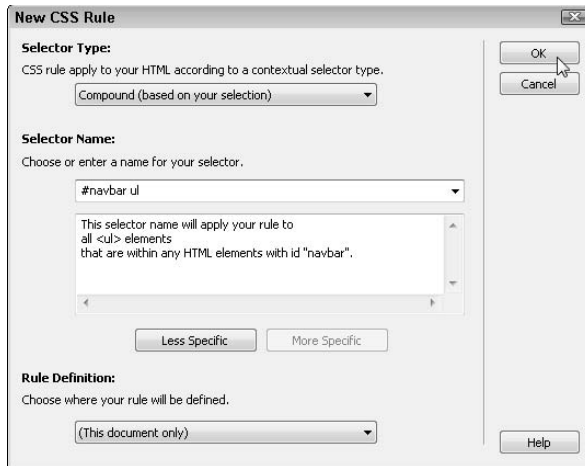 New CSS Rule
Selector Type:
OK
CSS rule apply to your HTML according to a contextual selector type.
Compound (based on your selection)
Cancel
Selector Name:
Choose or enter a name for your selector.
#navbar ul
This selector name will apply your rule to
all <ul> elements
that are within any HTML elements with id "navbar".
Less Specific
More Specific
Rule Definition:
Choose where your rule will be defined.
(This document only)
Help